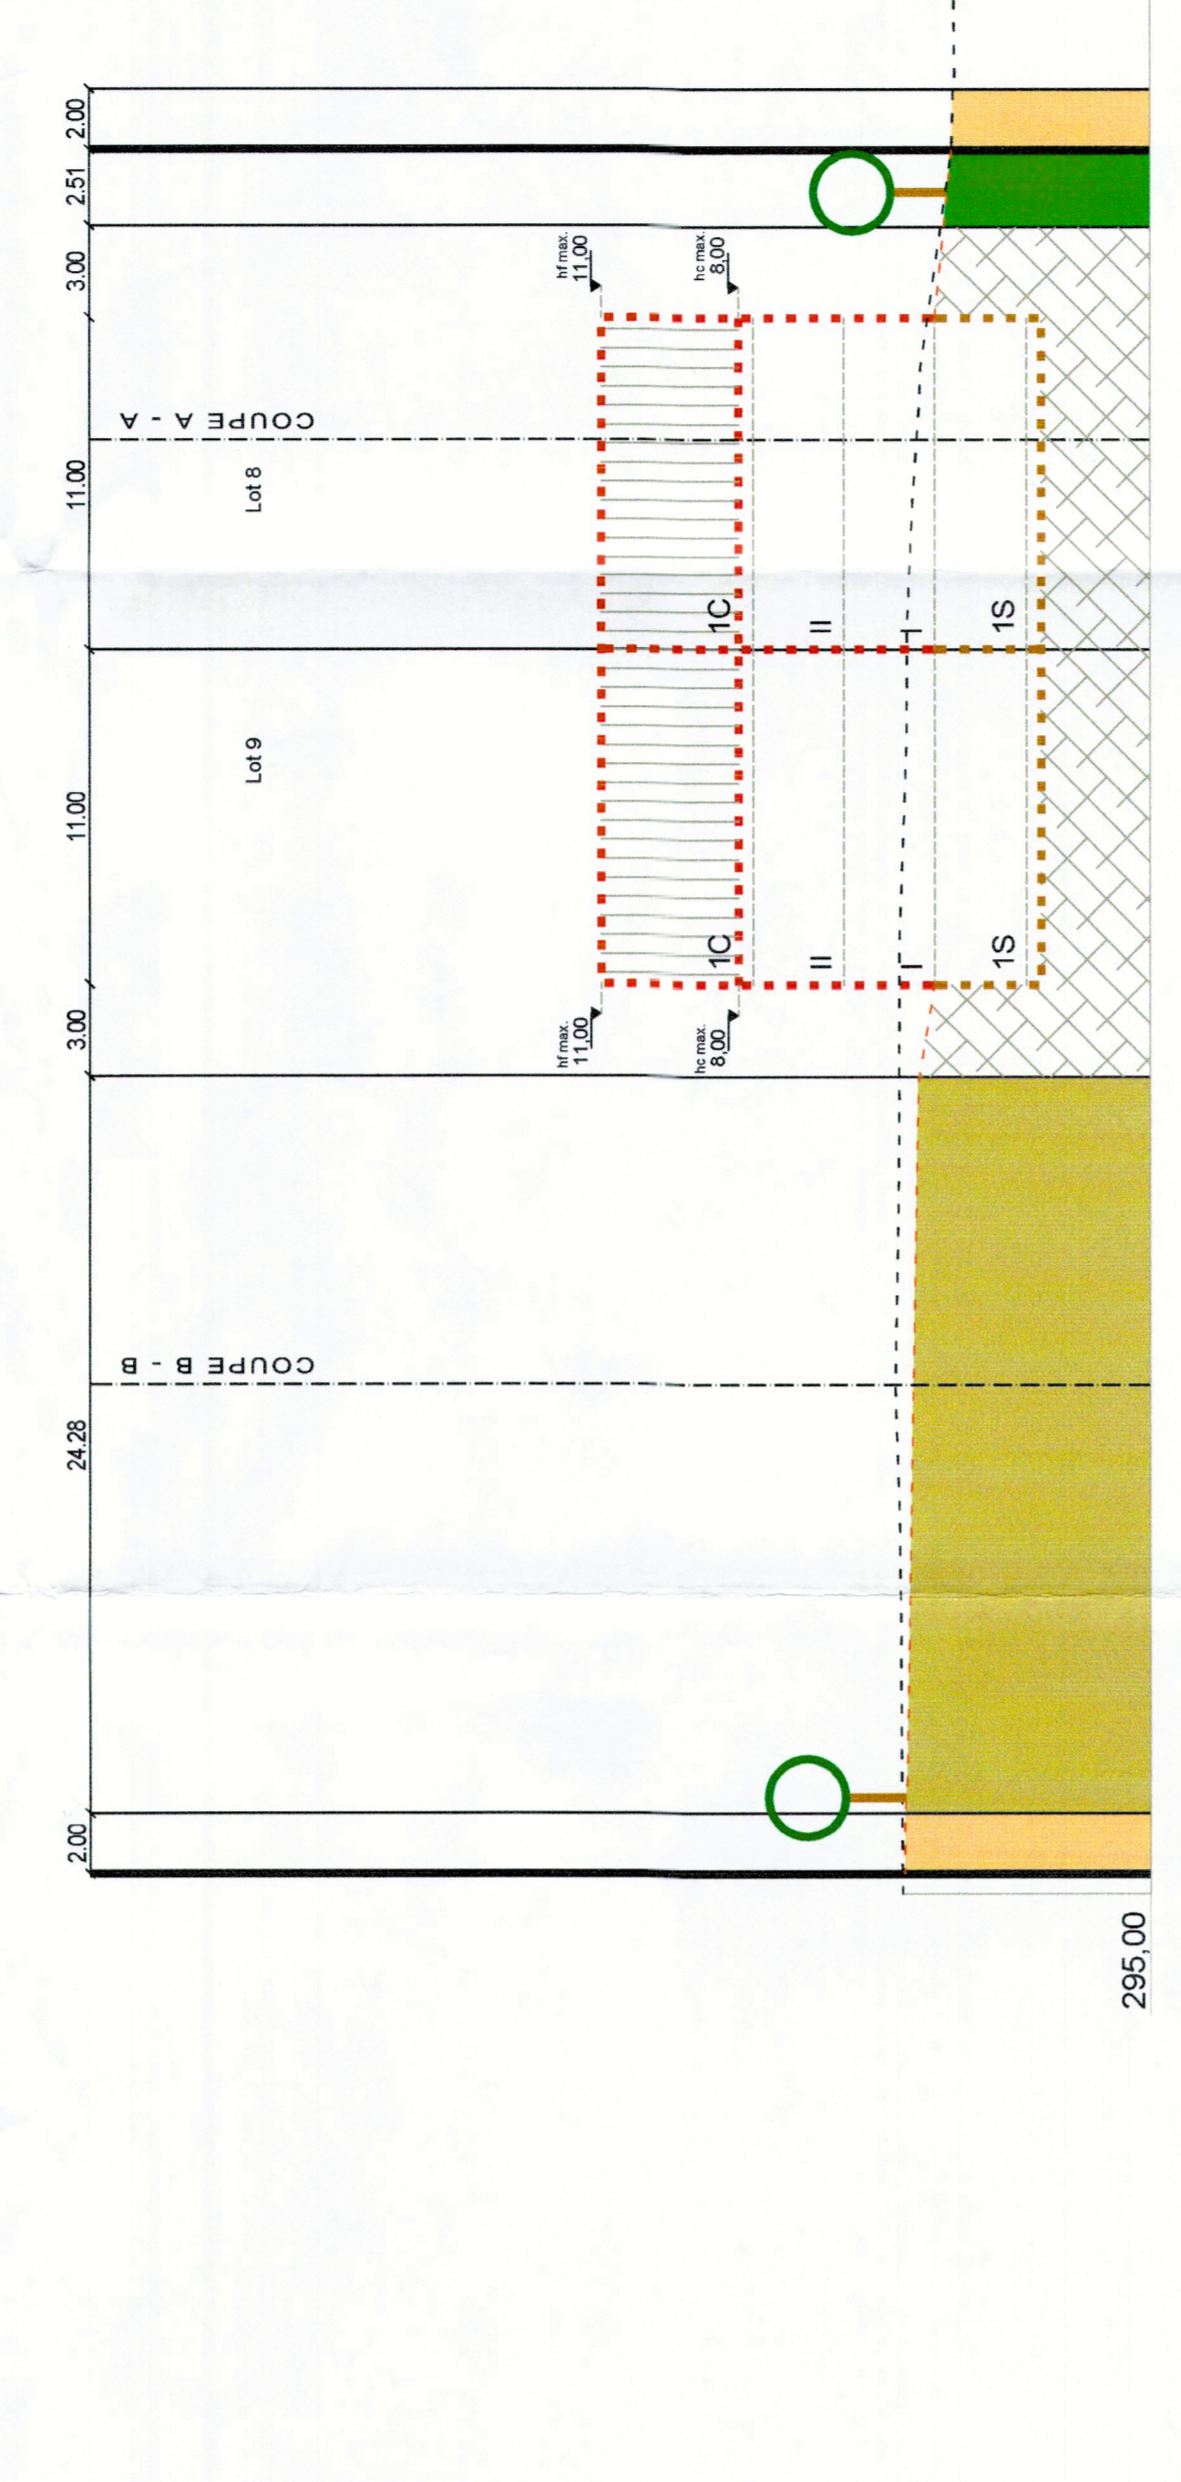 2.00
24.28
3.00
11.00
11.00
3.00
2.51
2.00
COUPE B - B
COUPE A - A
Lot 9
Lot 8
hf max.
11,00
hf max.
11,00
hc max.
8,00
hc max.
8,00
1C
1C
II
II
I
I
1S
1S
295,00